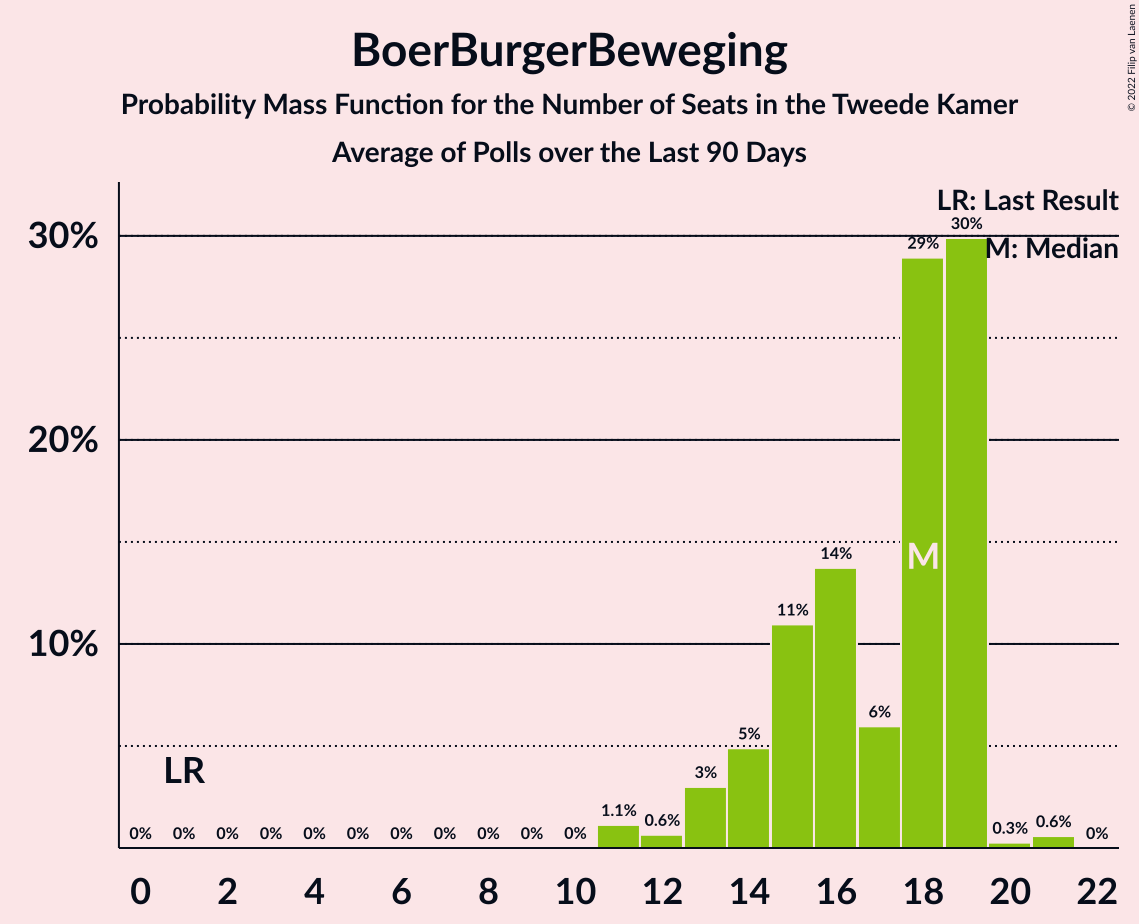 BoerBurgerBeweging
Probability Mass Function for the Number of Seats in the Tweede Kamer
Average of Polls over the Last 90 Days
© 2022 Filip van Laenen
LR: Last Result
M: Median
30%
20%
10%
0% 0% 0% 0% 0% 0% 0% 0% 0% 0% 0% 1.1% 0.6% 3% 5% 11% 14% 6% 29% 30% 0.3% 0.6% 0%
LR
M
0 2 4 6 8 10 12 14 16 18 20 22